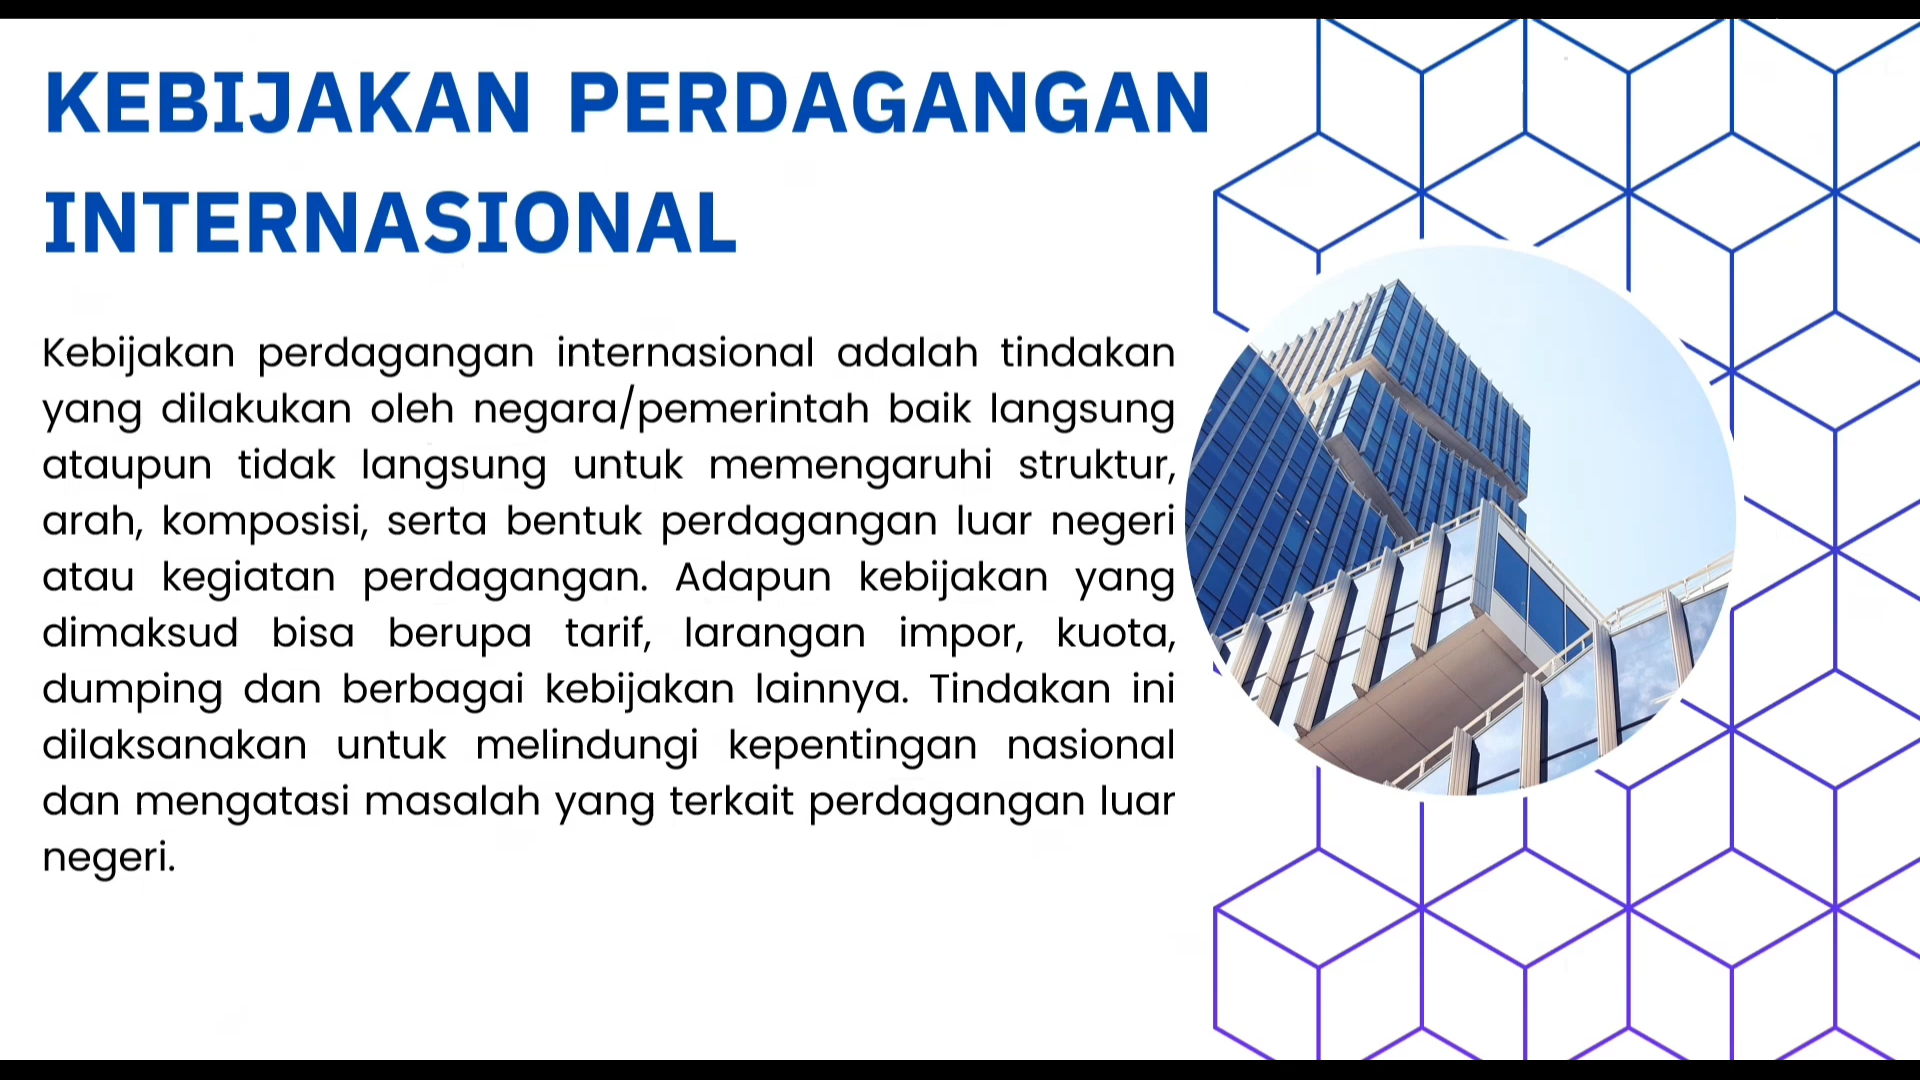 KEBIJAKAN PERDAGANGAN
INTERNASIONAL
Kebijakan perdagangan internasional adalah tindakan
yang dilakukan oleh negara/pemerintah baik langsung
ataupun tidak langsung untuk memengaruhi struktur,
arah, komposisi, serta bentuk perdagangan luar negeri
atau kegiatan perdagangan. Adapun kebijakan yang
dimaksud bisa berupa tarif, larangan impor, kuota,
dumping dan berbagai kebijakan lainnya. Tindakan ini
dilaksanakan untuk melindungi kepentingan nasional
dan mengatasi masalah yang terkait perdagangan luar
negeri.